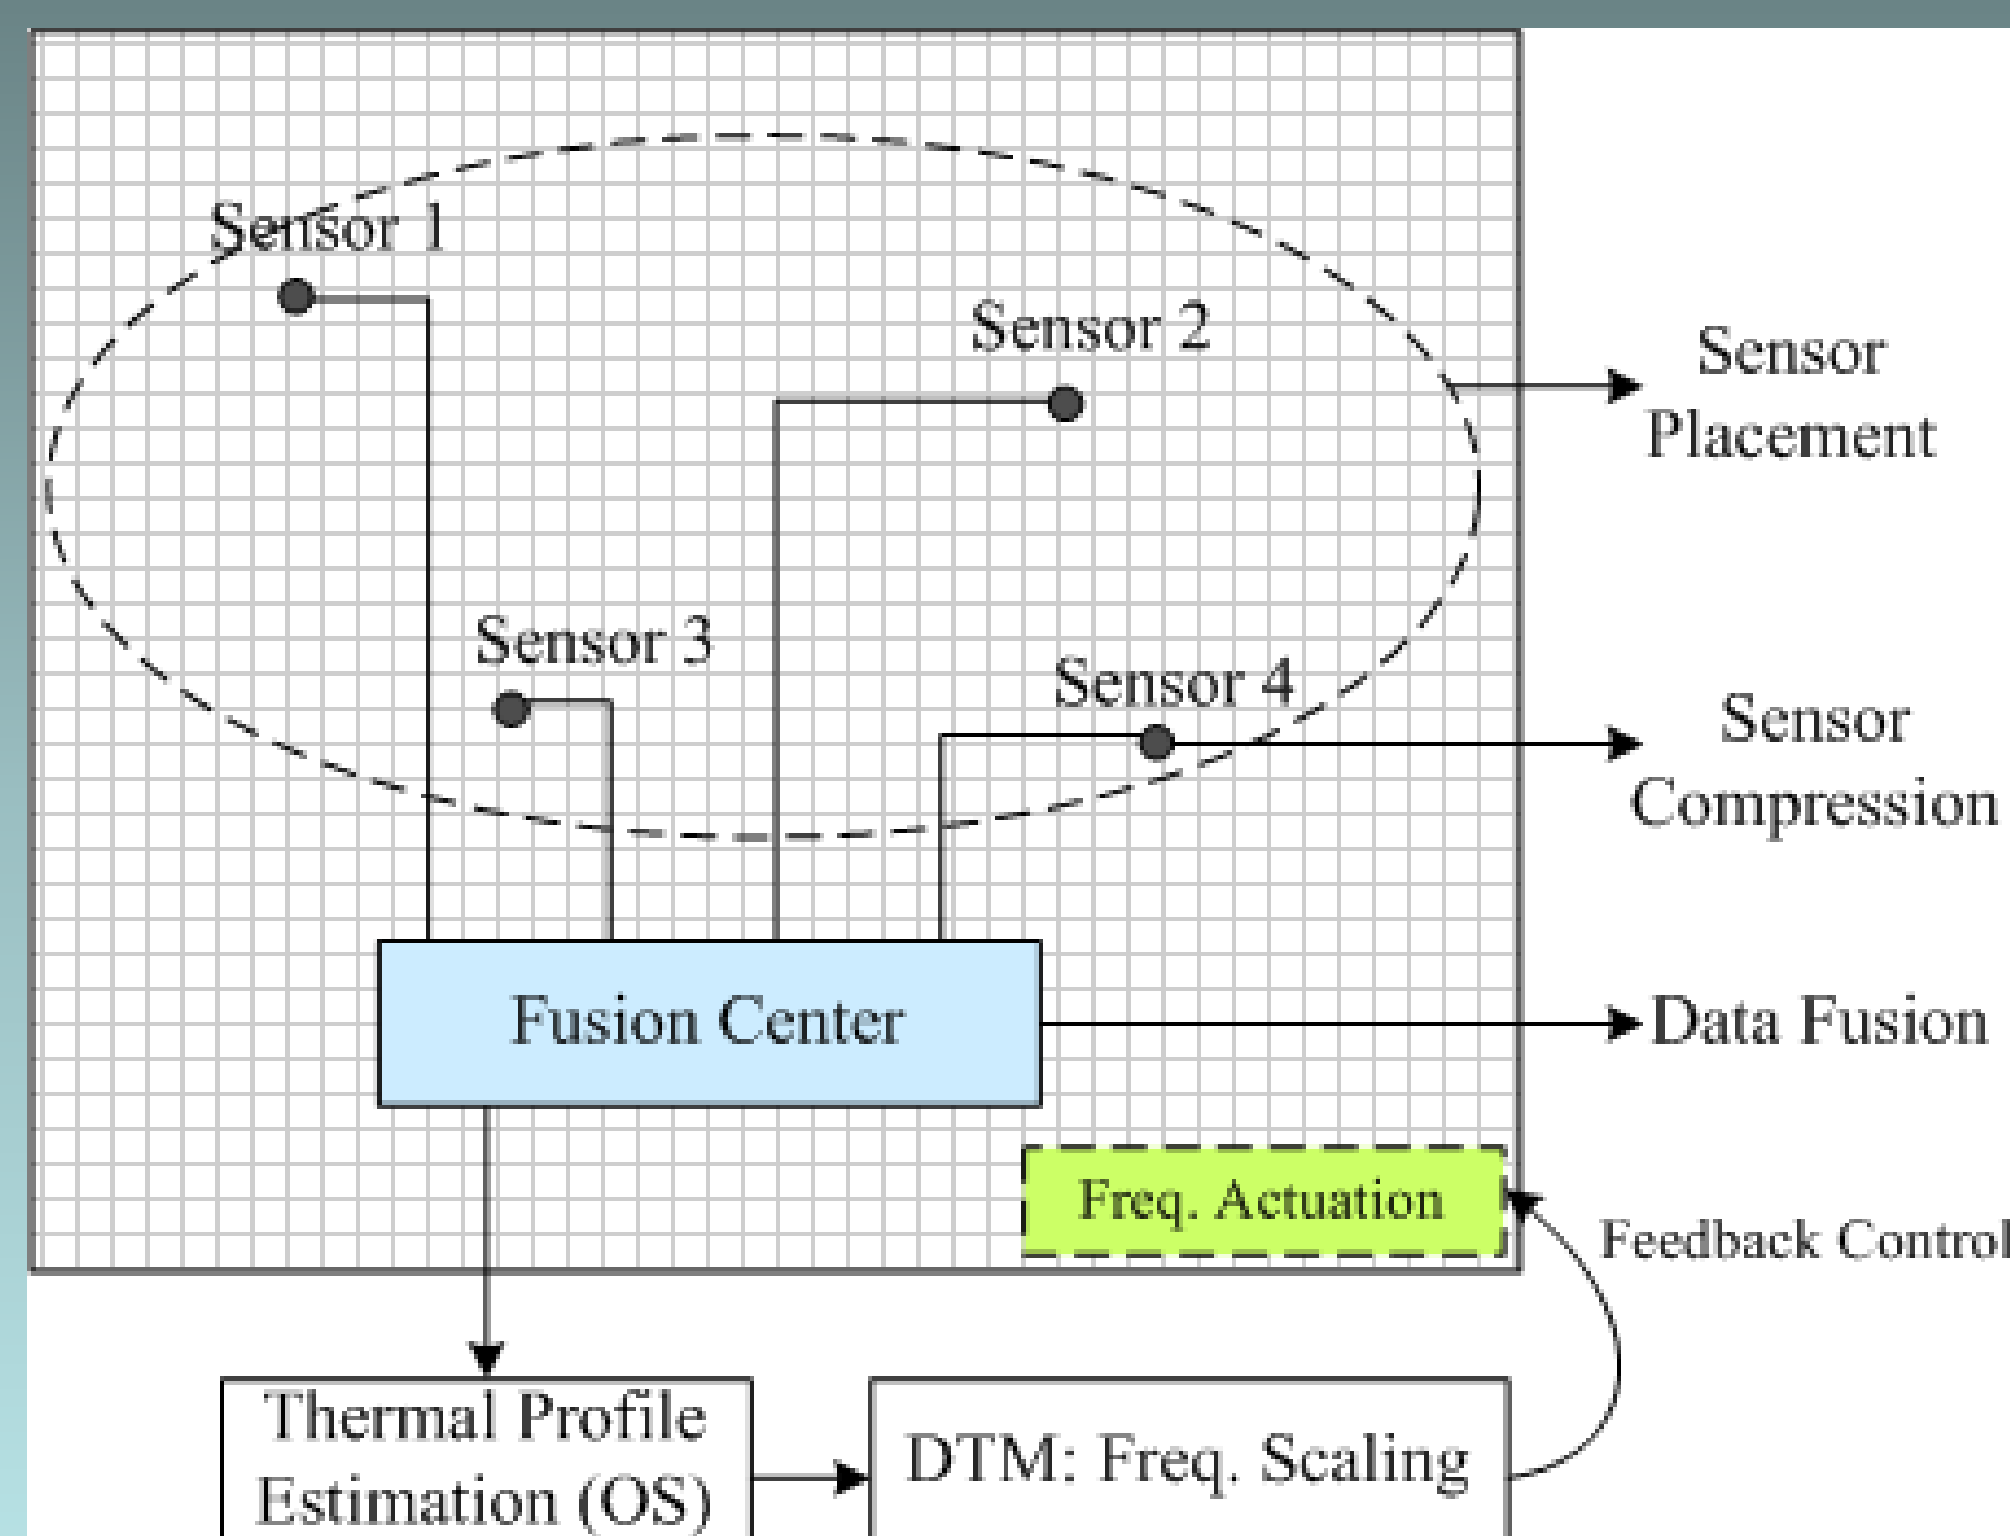 Sensor 1
Sensor 2
Sensor
Placement
Sensor 3
Sensor 4
Sensor
Compression
Fusion Center
Data Fusion
Freq. Actuation
Feedback Control
Thermal Profile
Estimation (OS)
DTM: Freq. Scaling